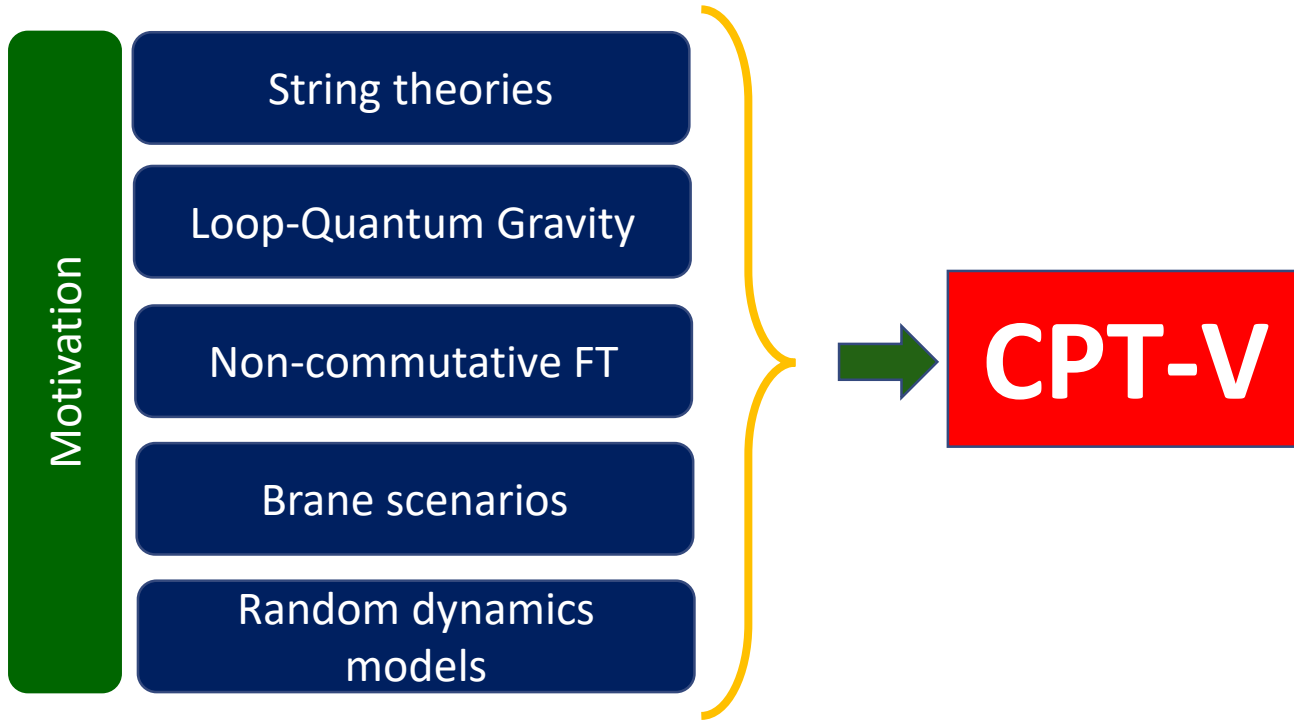 Motivation
String theories
Loop-Quantum Gravity
Non-commutative FT
Brane scenarios
Random dynamics
models
CPT-V